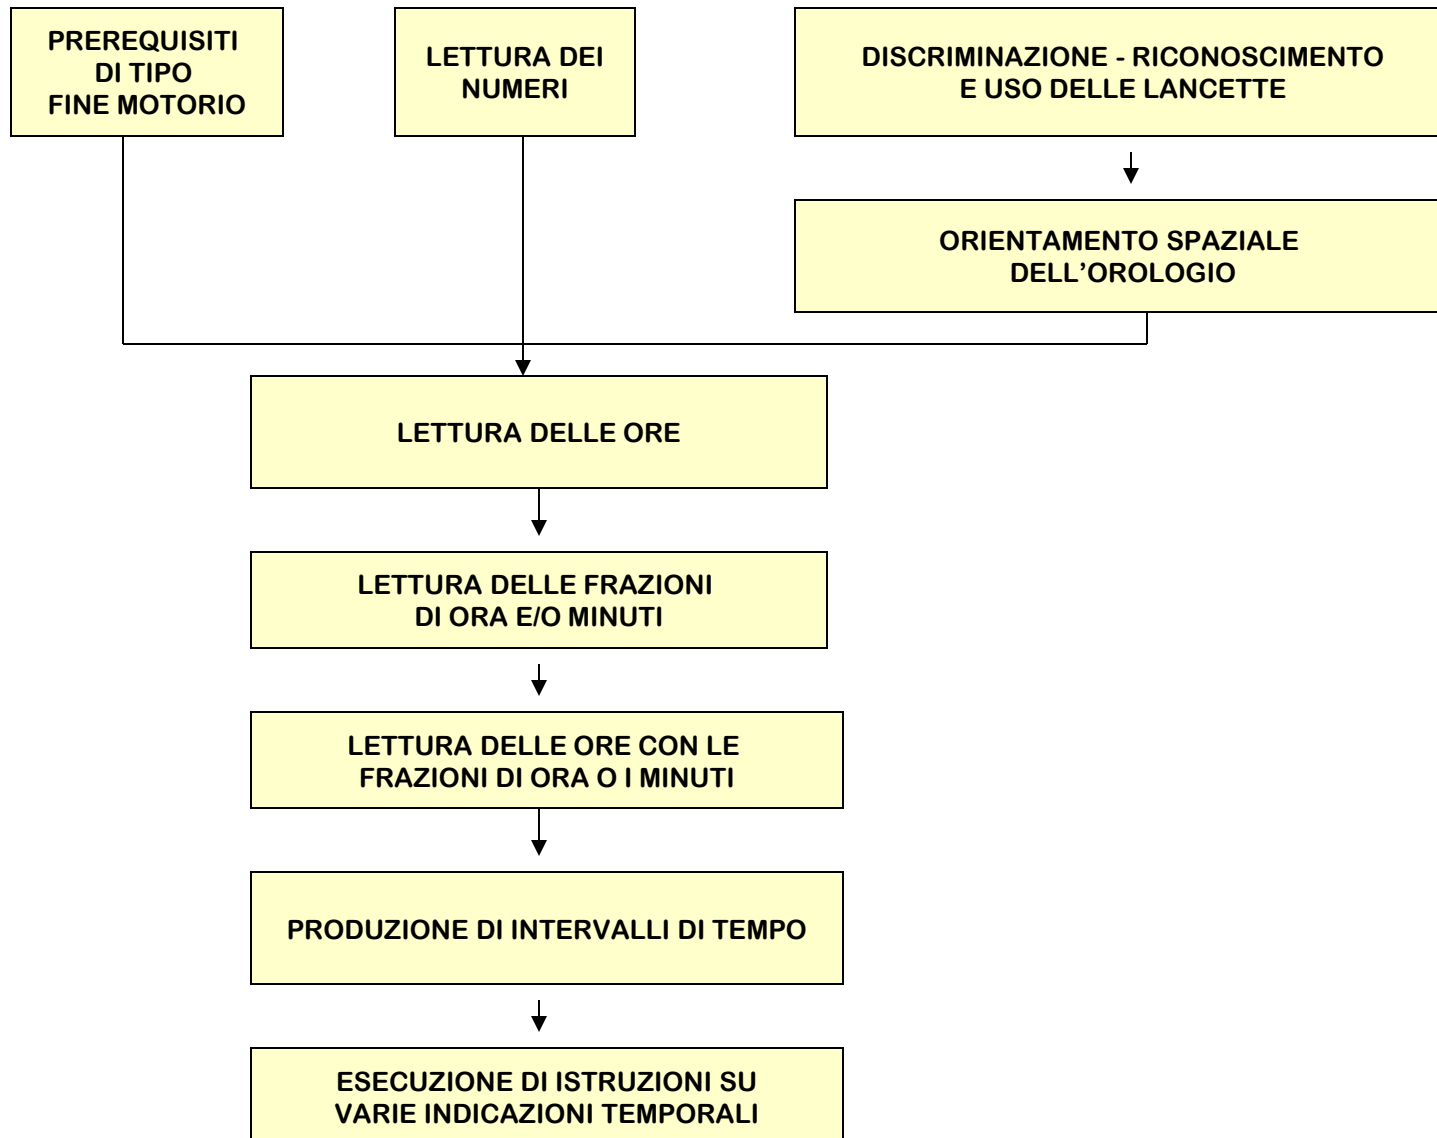 PREREQUISITI
DI TIPO
FINE MOTORIO
LETTURA DEI
NUMERI
DISCRIMINAZIONE - RICONOSCIMENTO
E USO DELLE LANCETTE
ORIENTAMENTO SPAZIALE
DELL’OROLOGIO
LETTURA DELLE ORE
LETTURA DELLE FRAZIONI
DI ORA E/O MINUTI
LETTURA DELLE ORE CON LE
FRAZIONI DI ORA O I MINUTI
PRODUZIONE DI INTERVALLI DI TEMPO
ESECUZIONE DI ISTRUZIONI SU
VARIE INDICAZIONI TEMPORALI